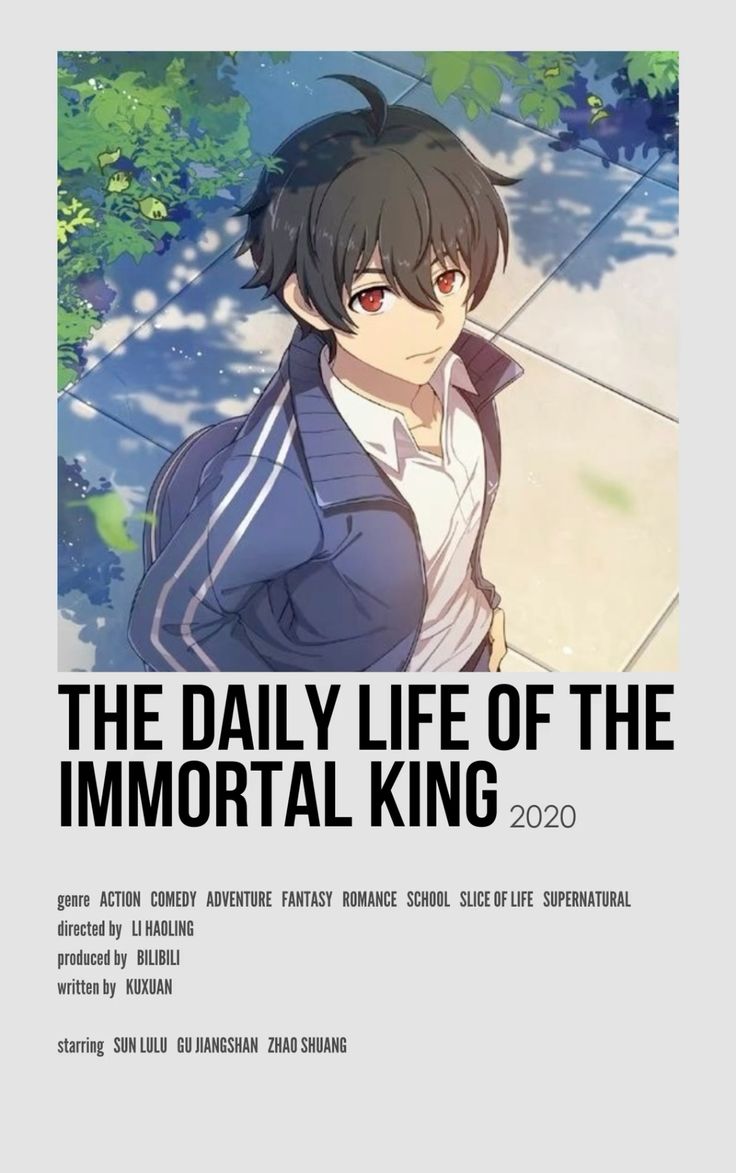 THE DAILY LIFE OF THE
IMMORTAL KING 2020
genre ACTION COMEDY ADVENTURE FANTASY ROMANCE SCHOOL SLICE OF LIFE SUPERNATURAL
directed by LI HAOLING
produced by BILIBILI
written by KUXUAN
starring SUN LULU GU JIANGSHAN ZHAO SHUANG